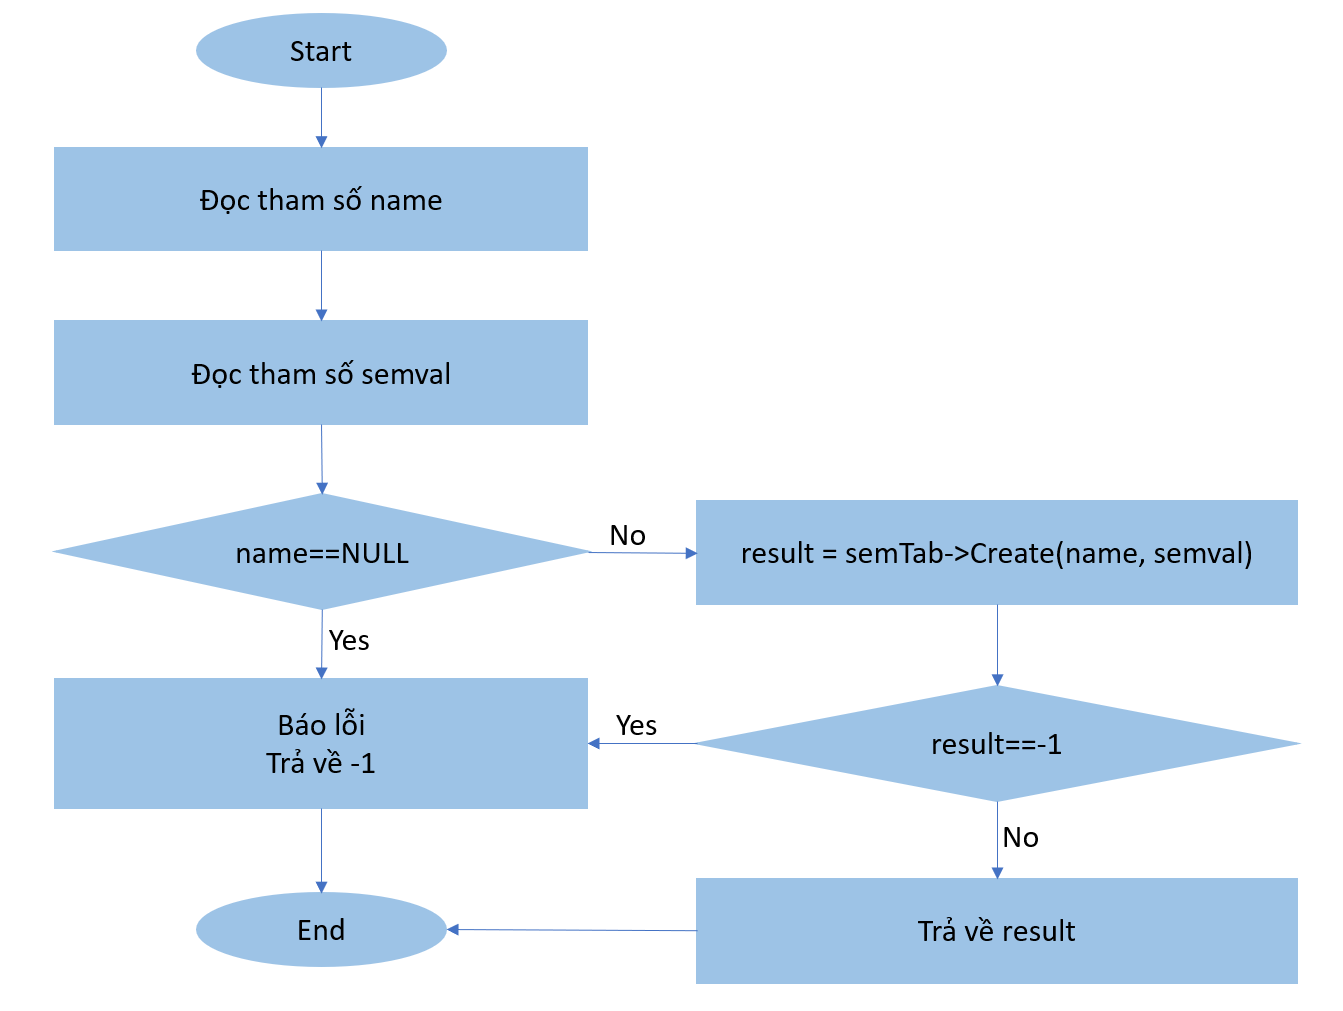 Start
Đọc tham số name
Đọc tham số semval
name==NULL
No
result = semTab->Create(name, semval)
Yes
Báo lỗi
Trả về -1
Yes
result==-1
No
End
Trả về result